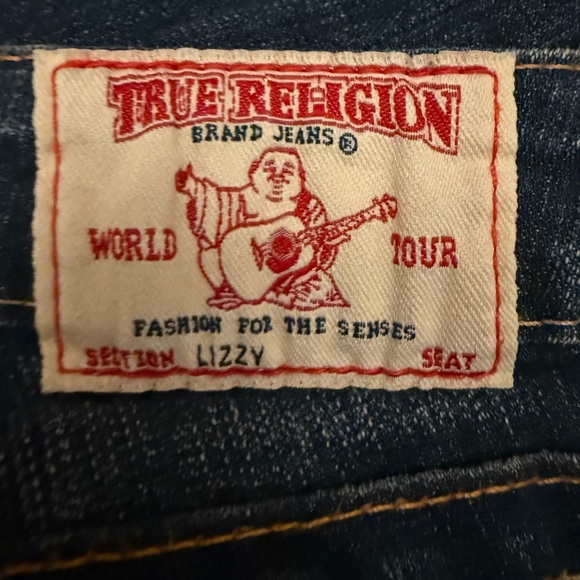 TRUE RELIGION
BRAND JEANS ®
WORLD TOUR
FASHION FOR THE SENSES
SECTION LIZZY SEAT